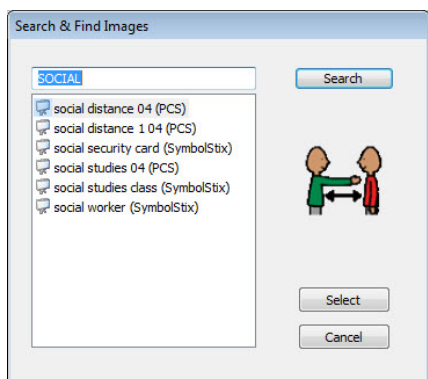 Search & Find Images
SOCIAL
Search
social distance 04 (PCS)
social distance 1 04 (PCS)
social security card (SymbolStix)
social studies 04 (PCS)
social studies class (SymbolStix)
social worker (SymbolStix)
Select
Cancel